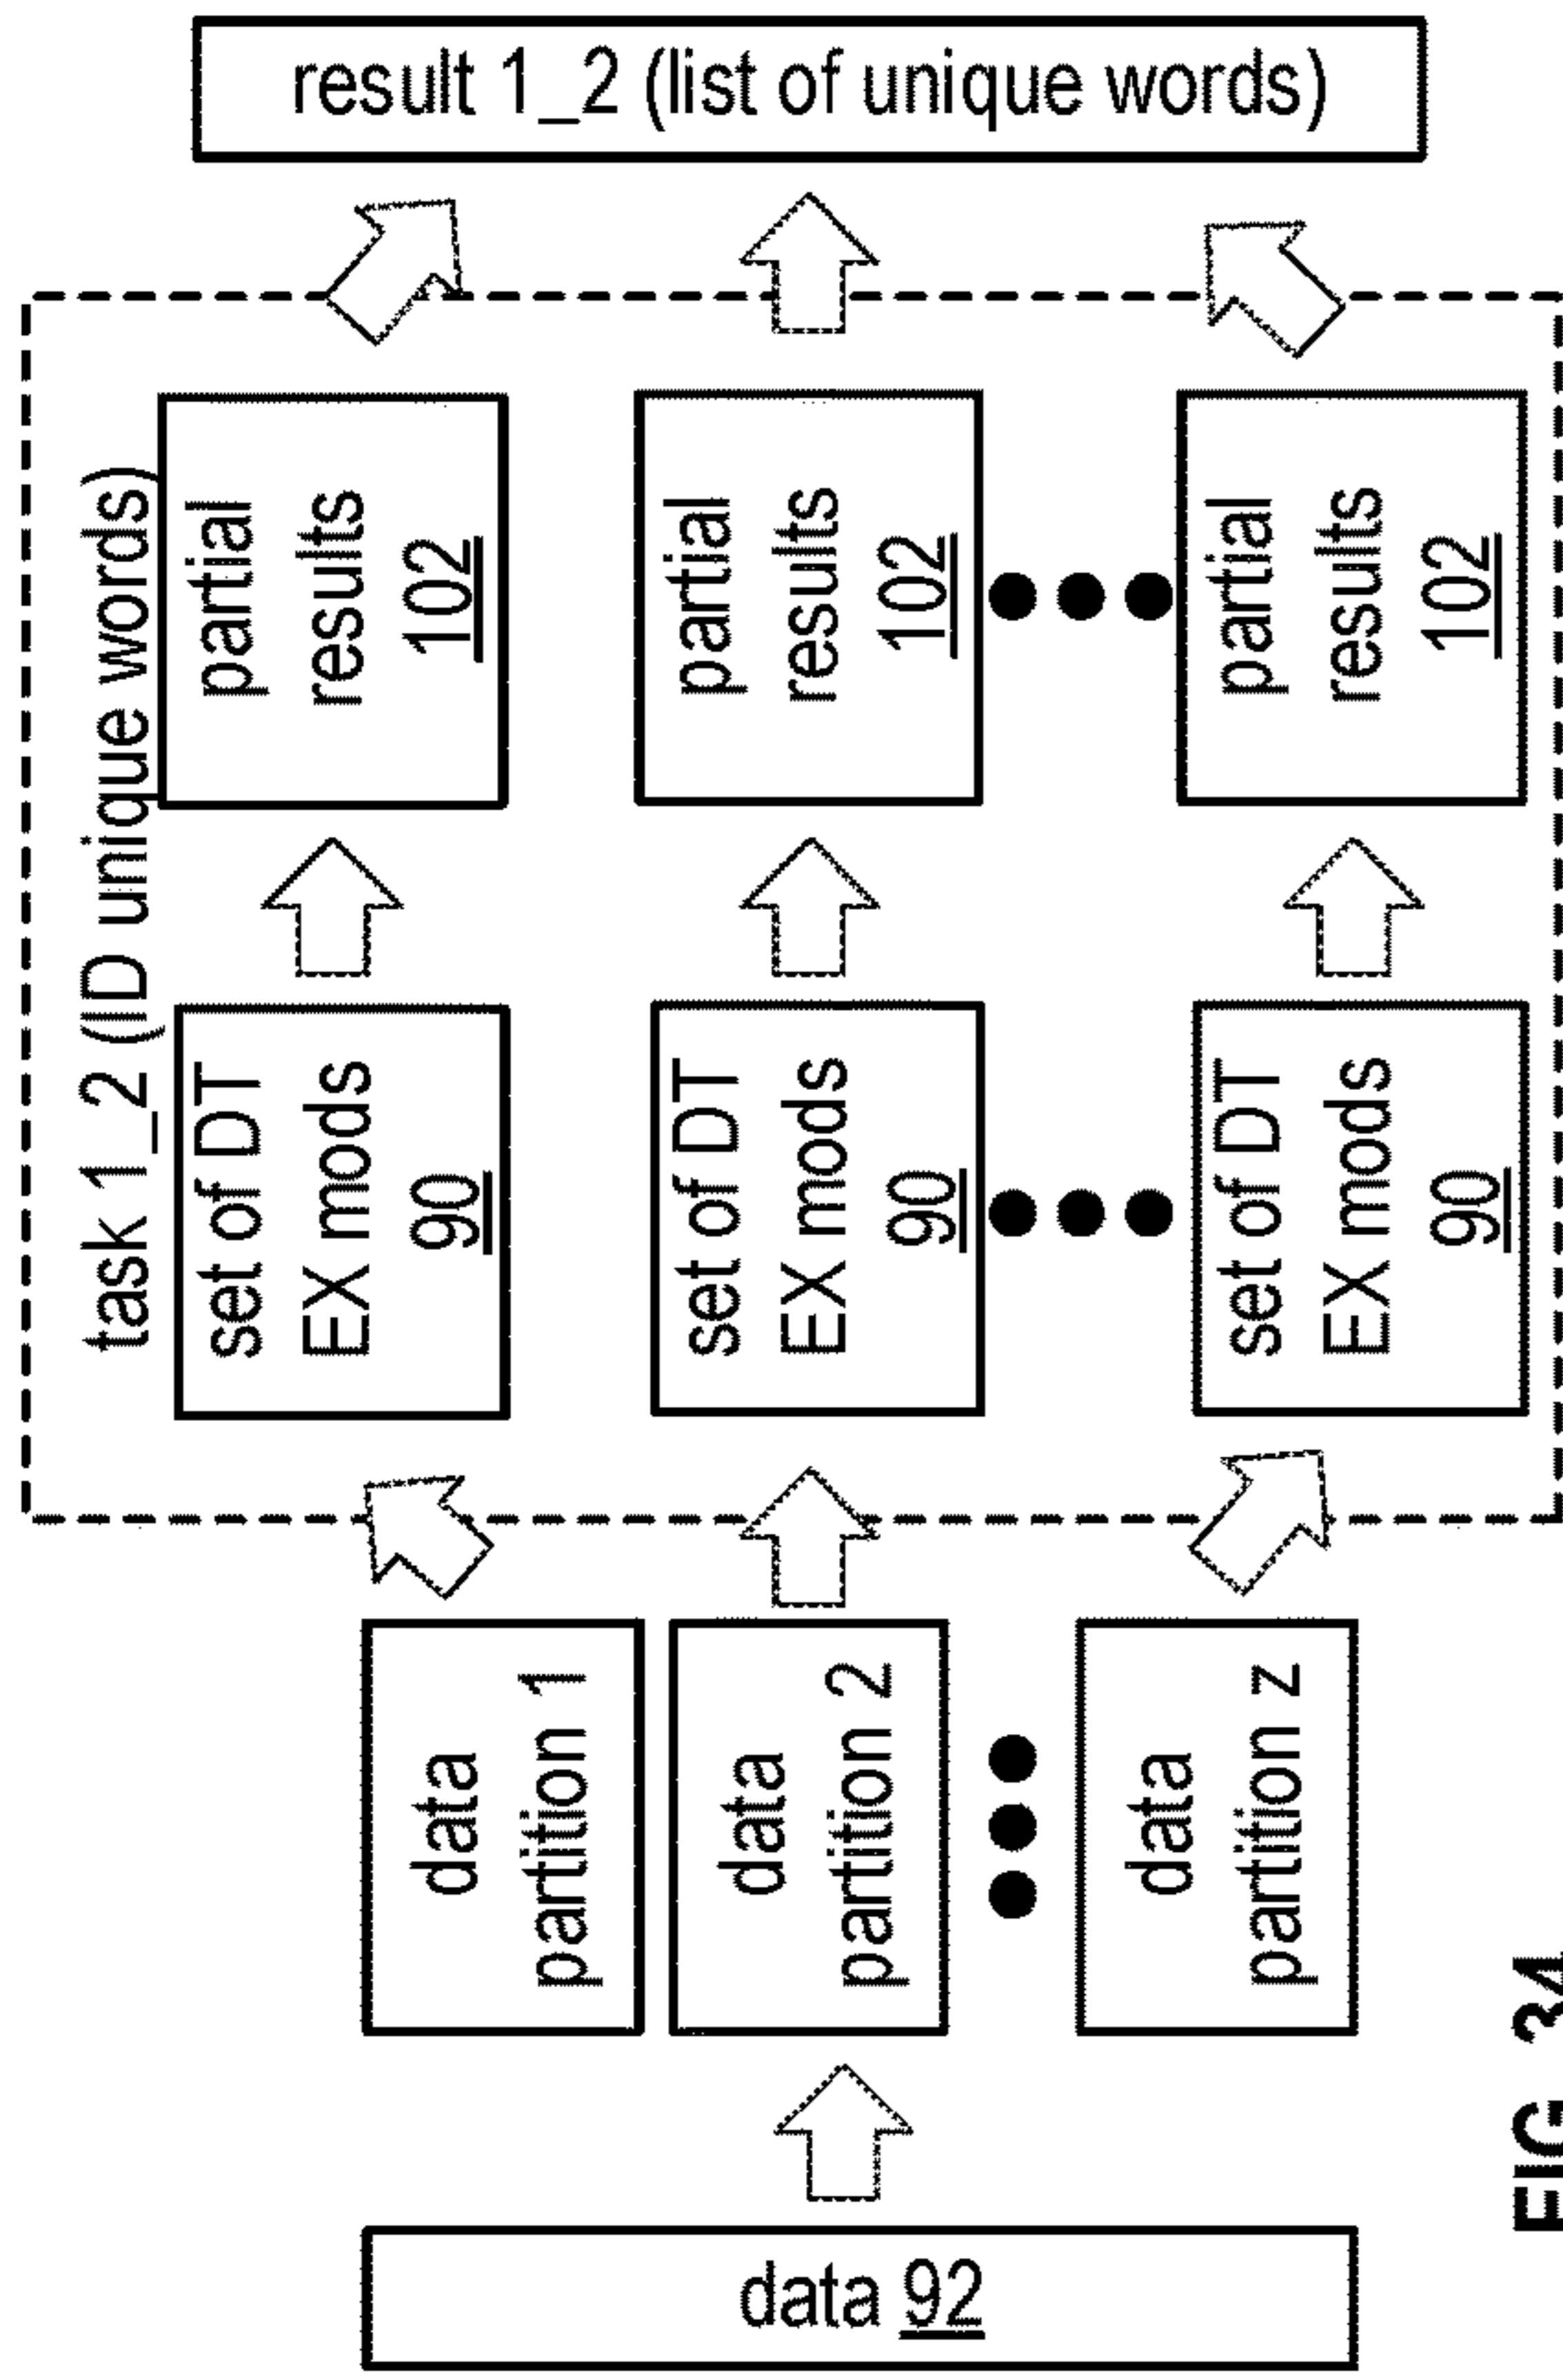 data 92
data
partition 1
data
partition 2
data
partition z
task 1_2 (ID unique words)
set of DT
EX mods
90
set of DT
EX mods
90
set of DT
EX mods
90
partial
results
102
partial
results
102
partial
results
102
result 1_2 (list of unique words)
FIG. 34